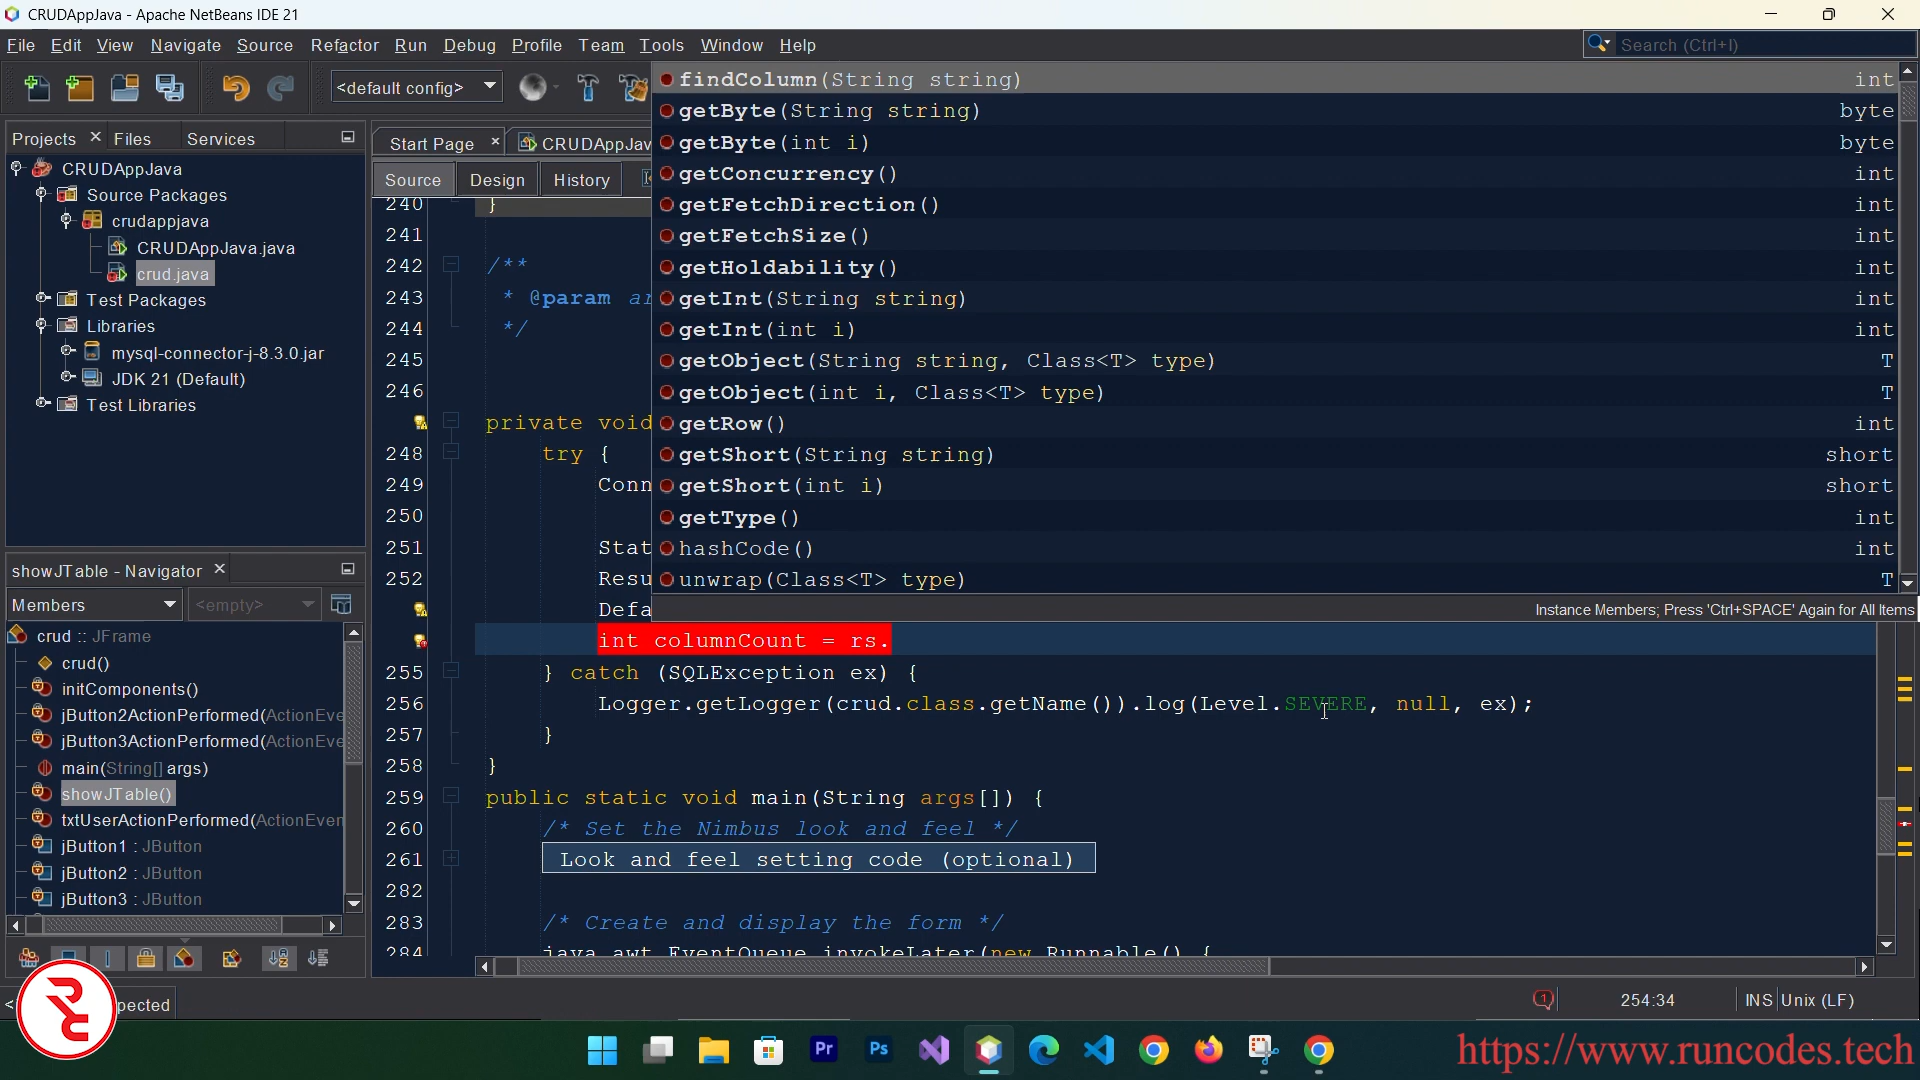 CRUDAppJava - Apache NetBeans IDE 21
File Edit View Navigate Source Refactor Run Debug Profile Team Tools Window Help
Search (Ctrl+I)
<default config>
Projects Files Services
CRUDAppJava
Source Packages
crudappjava
CRUDAppJava.java
crud.java
Test Packages
Libraries
mysql-connector-j-8.3.0.jar
JDK 21 (Default)
Test Libraries
showJTable - Navigator
Members <empty>
crud :: JFrame
crud()
initComponents()
jButton2ActionPerformed(ActionEve
jButton3ActionPerformed(ActionEve
main(String[] args)
showJTable()
txtUserActionPerformed(ActionEven
jButton1 : JButton
jButton2 : JButton
jButton3 : JButton
Start Page CRUDAppJav
Source Design History
findColumn(String string) int
getByte(String string) byte
getByte(int i) byte
getConcurrency() int
getFetchDirection() int
getFetchSize() int
getHoldability() int
getInt(String string) int
getInt(int i) int
getObject(String string, Class<T> type) T
getObject(int i, Class<T> type) T
getRow() int
getShort(String string) short
getShort(int i) short
getType() int
hashCode() int
unwrap(Class<T> type) T
Instance Members; Press 'Ctrl+SPACE' Again for All Items
240 }
241
242 /**
243 * @param ar
244 */
245
246
private void
248 try {
249 Conn
250
251 Stat
252 Resu
Defa
int columnCount = rs.
255 } catch (SQLException ex) {
256 Logger.getLogger(crud.class.getName()).log(Level.SEVERE, null, ex);
257 }
258 }
259 public static void main(String args[]) {
260 /* Set the Nimbus look and feel */
261 Look and feel setting code (optional)
282
283 /* Create and display the form */
284 java.awt.EventQueue.invokeLater(new Runnable() {
< pected
1 254:34 INS Unix (LF)
Pr Ps
https://www.runcodes.tech